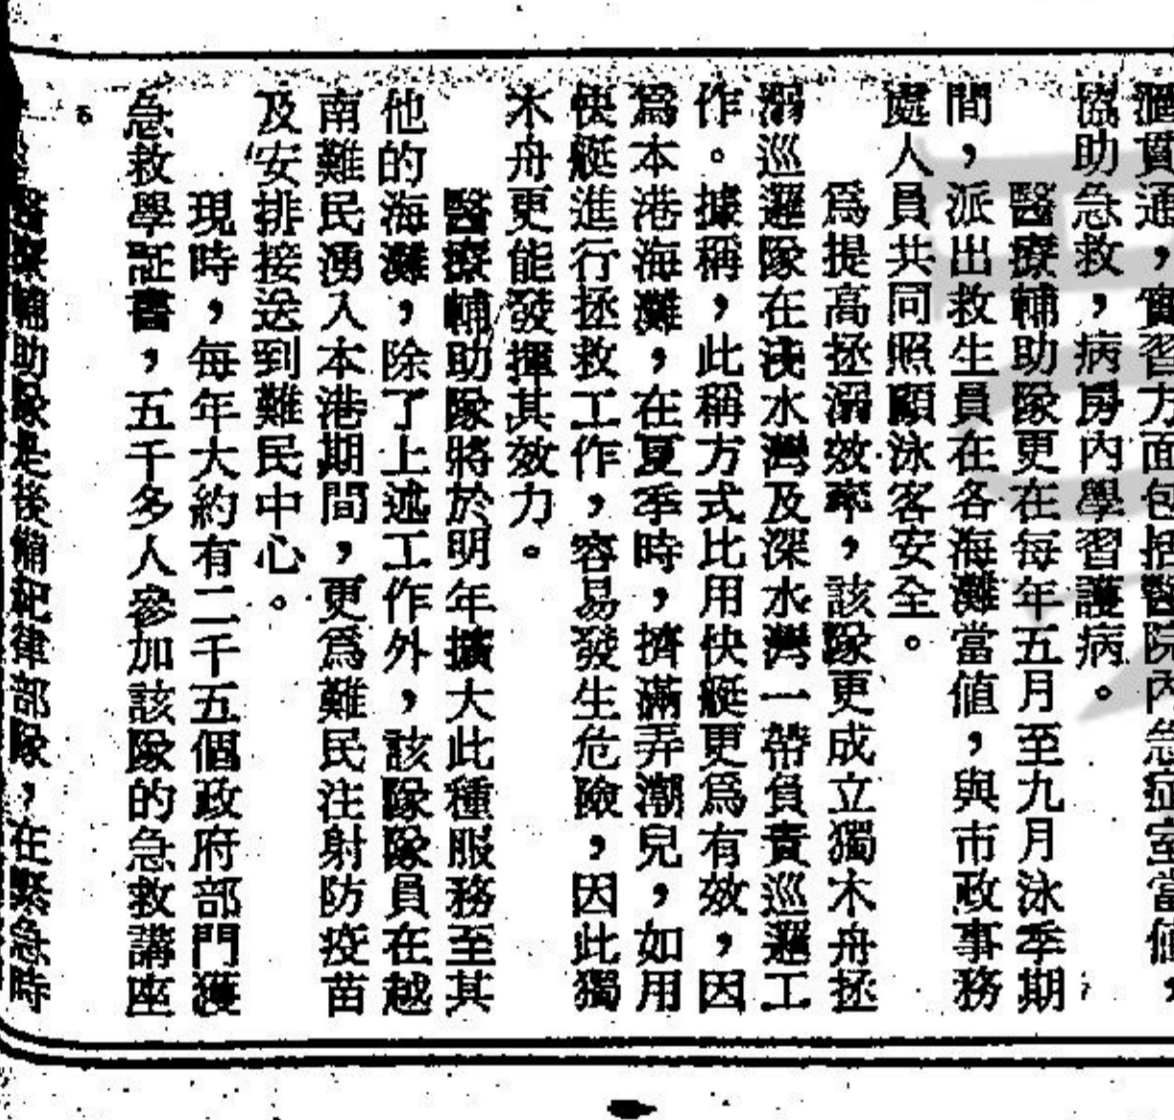 滙貫通，實習方面包括醫院內急症室當値，
協助急救，病房內學習護病。
醫療輔助隊更在每年五月至九月泳季期
間，派出救生員在各海灘當値，與市政事務
處人員共同照顧泳客安全。
爲提高拯溺效率，該隊更成立獨木舟拯
溺巡邏隊在淺水灣及深水灣一帶負責巡邏工
作。據稱，此稱方式比用快艇更爲有效，因
爲本港海灘，在夏季時，擠滿弄潮兒，如用
快艇進行拯救工作，容易發生危險，因此獨
木舟更能發揮其效力。
醫療輔助隊將於明年擴大此種服務至其
他的海灘，除了上述工作外，該隊隊員在越
南難民湧入本港期間，更爲難民注射防疫苗
及安排接送到難民中心。
現時，每年大約有二千五個政府部門獲
急救學証書，五千多人參加該隊的急救講座
。
醫療輔助隊是後備紀律部隊，在緊急時